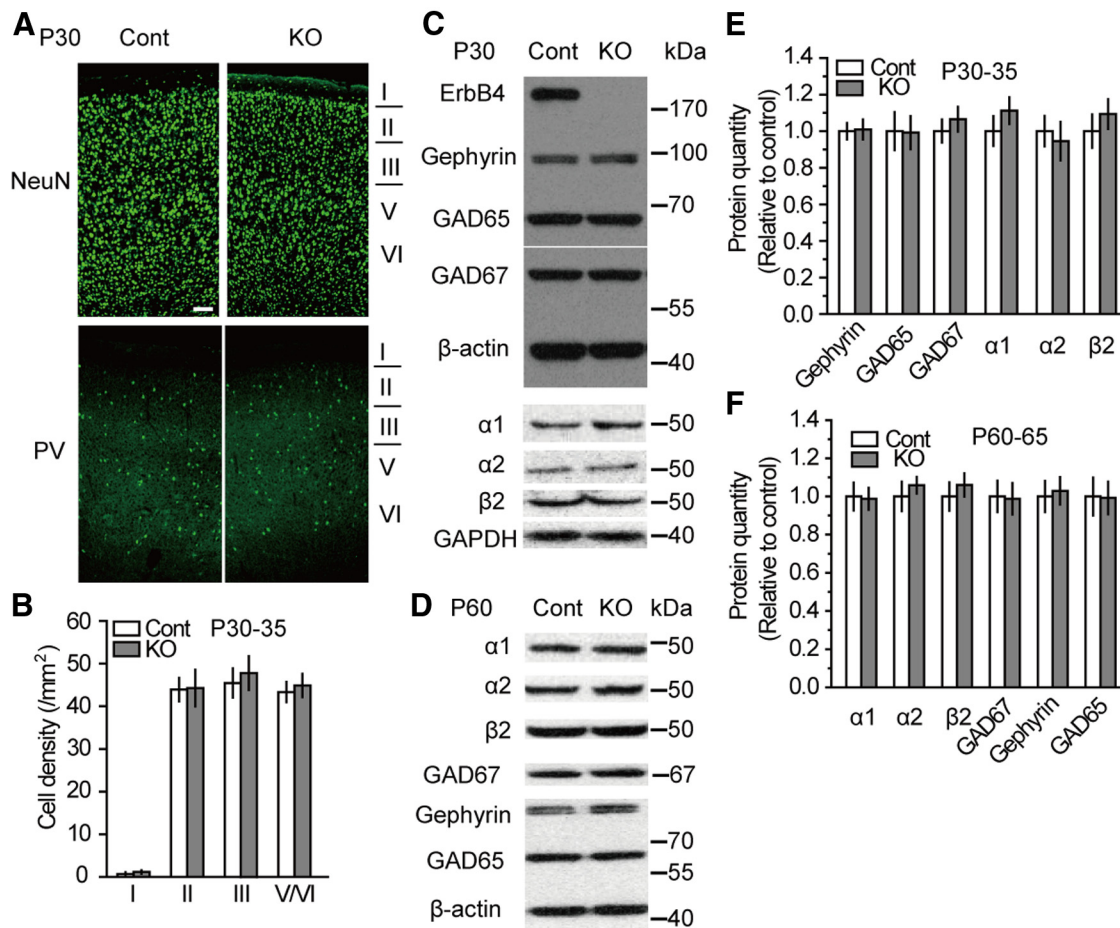 A
P30 Cont KO
NeuN
I
II
III
V
VI
PV
I
II
III
V
VI
B
Cell density (/mm²)
60
50
40
30
20
10
0
Cont
KO
P30-35
I II III V/VI
C
P30 Cont KO kDa
ErbB4
170
Gephyrin 100
70
GAD65
GAD67
55
β-actin
40
α1 50
α2 50
β2 50
GAPDH 40
D
P60 Cont KO kDa
α1 50
α2 50
β2 50
GAD67 67
Gephyrin
70
GAD65
55
β-actin
40
E
Protein quantity
(Relative to control)
1.4
1.2
1.0
0.8
0.6
1.4
0.2
0.0
Cont
KO
P30-35
Gephyrin GAD65 GAD67 α1 α2 β2
F
Protein quantity
(Relative to control)
1.4
1.2
1.0
0.8
0.6
1.4
0.2
0.0
Cont
KO
P60-65
α1 α2 β2 GAD67 Gephyrin GAD65